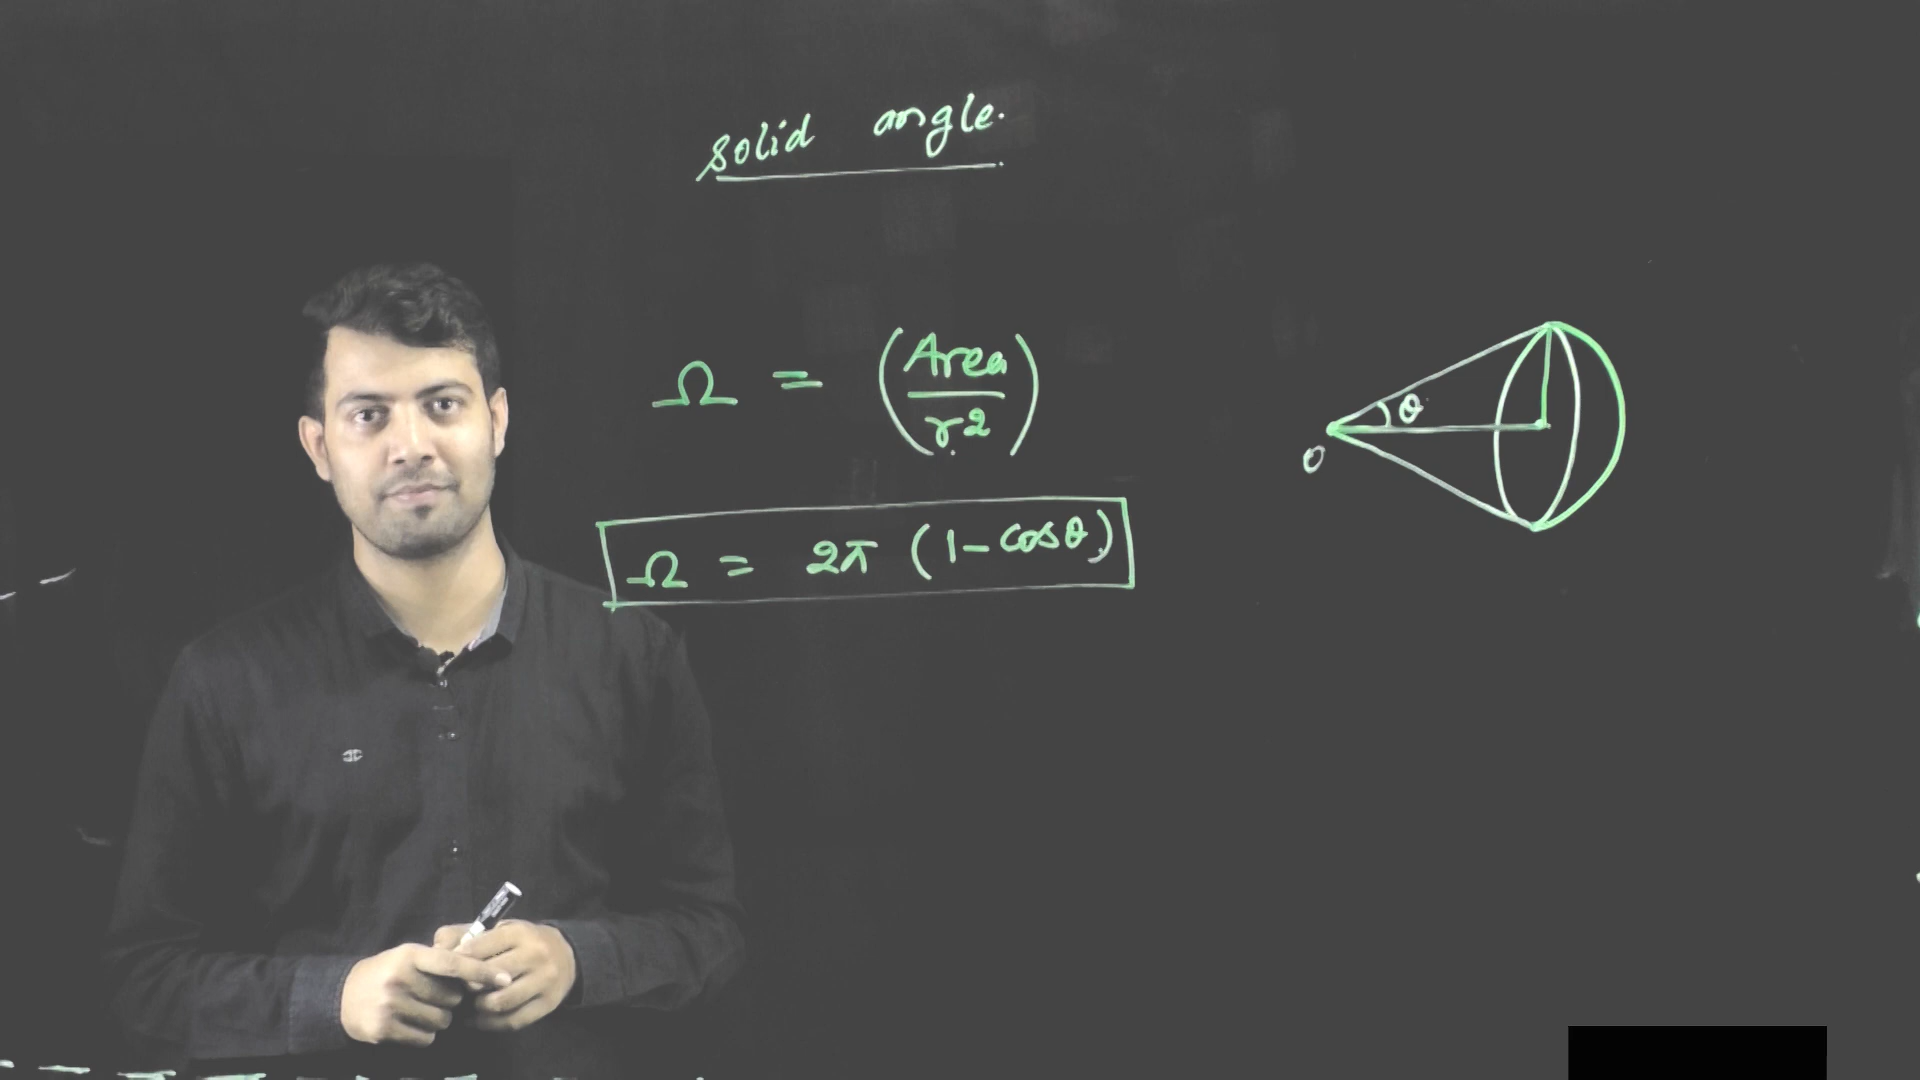 solid angle.
Ω = (Area / r²)
Ω = 2π (1 - cosθ)
θ
O